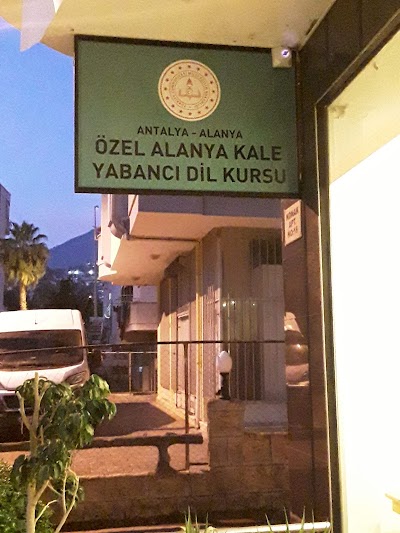 ANTALYA - ALANYA
ÖZEL ALANYA KALE
YABANCI DİL KURSU